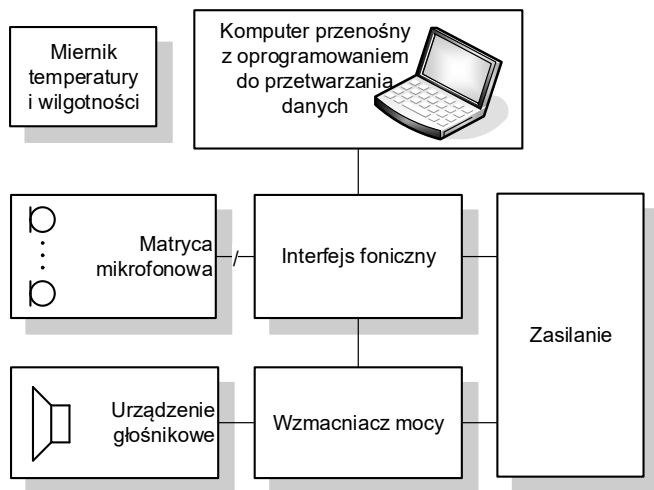 Miernik
temperatury
i wilgotności
Komputer przenośny
z oprogramowaniem
do przetwarzania
danych
Matryca
mikrofonowa
/
Interfejs foniczny
Zasilanie
Urządzenie
głośnikowe
Wzmacniacz mocy